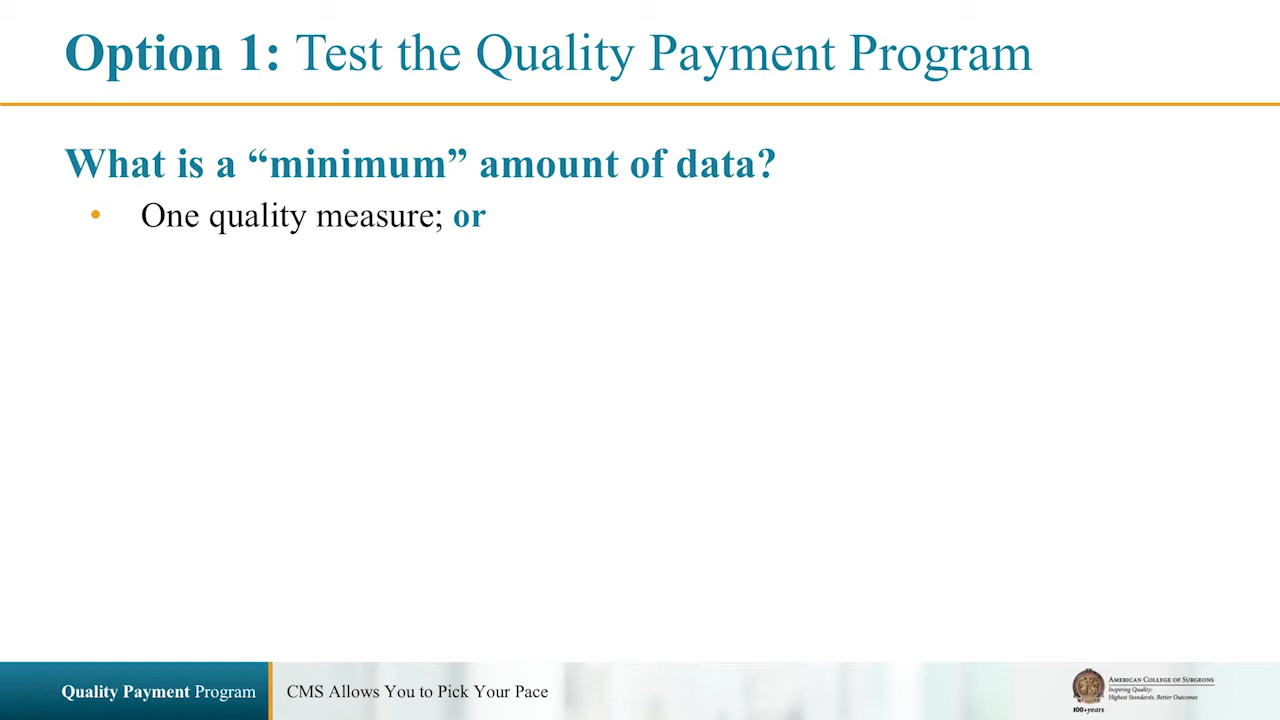 Option 1: Test the Quality Payment Program
What is a “minimum” amount of data?
• One quality measure; or
Quality Payment Program
CMS Allows You to Pick Your Pace
AMERICAN COLLEGE OF SURGEONS
Inspiring Quality:
Highest Standards, Better Outcomes
100+years